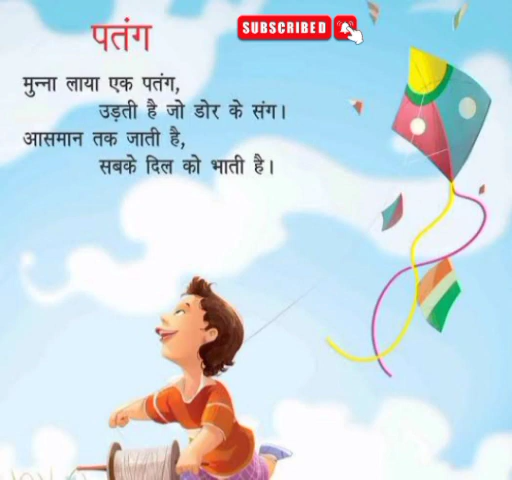 पतंग
SUBSCRIBED
मुन्ना लाया एक पतंग,
उड़ती है जो डोर के संग।
आसमान तक जाती है,
सबके दिल को भाती है।